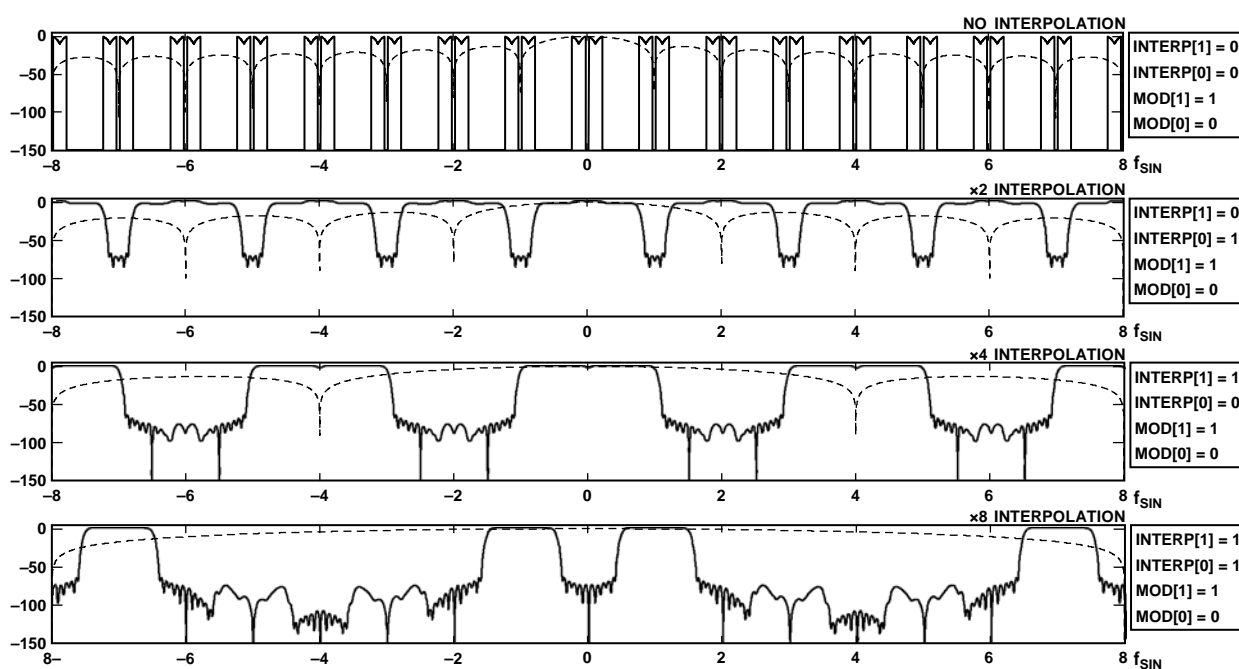 NO INTERPOLATION
0
–50
–100
–150
–8 –6 –4 –2 0 2 4 6 8 fSIN
INTERP[1] = 0
INTERP[0] = 0
MOD[1] = 1
MOD[0] = 0
×2 INTERPOLATION
0
–50
–100
–150
–8 –6 –4 –2 0 2 4 6 8 fSIN
INTERP[1] = 0
INTERP[0] = 1
MOD[1] = 1
MOD[0] = 0
×4 INTERPOLATION
0
–50
–100
–150
–8 –6 –4 –2 0 2 4 6 8 fSIN
INTERP[1] = 1
INTERP[0] = 0
MOD[1] = 1
MOD[0] = 0
×8 INTERPOLATION
0
–50
–100
–150
8– –6 –4 –2 0 2 4 6 8 fSIN
INTERP[1] = 1
INTERP[0] = 1
MOD[1] = 1
MOD[0] = 0